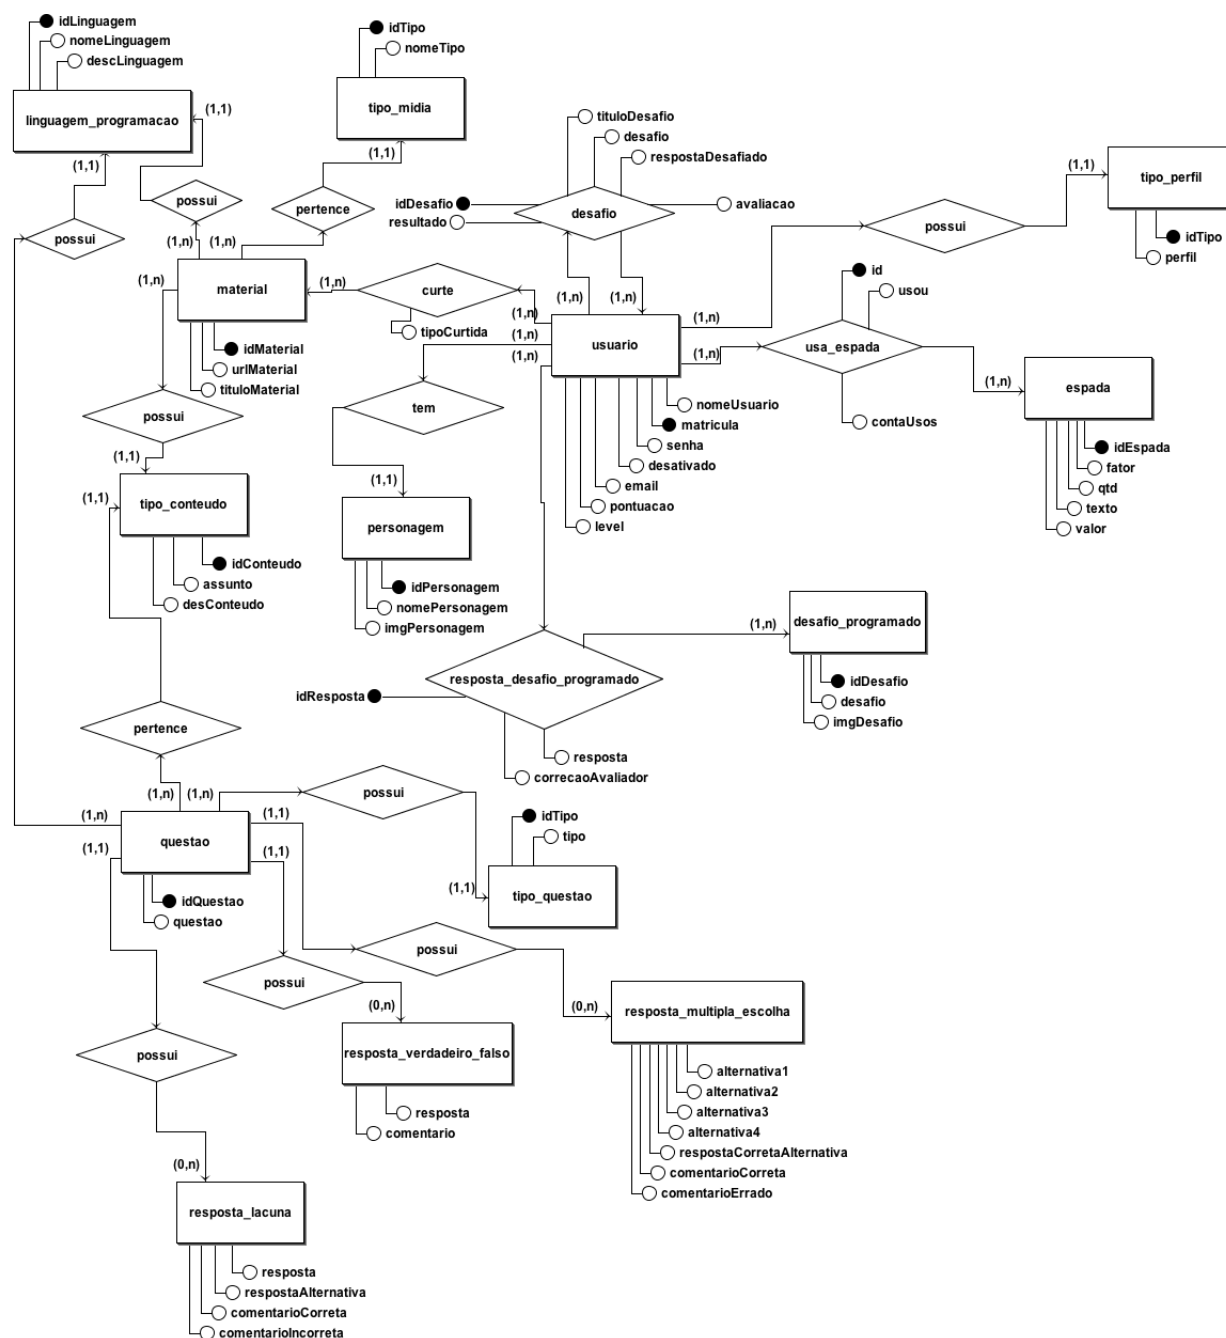 idLinguagem
nomeLinguagem
descLinguagem
linguagem_programacao
(1,1)
(1,1)
possui
possui
(1,n)
(1,n)
idTipo
nomeTipo
tipo_midia
(1,1)
pertence
tituloDesafio
desafio
respostaDesafiado
idDesafio
resultado
desafio
avaliacao
(1,n)
(1,n)
possui
(1,1)
tipo_perfil
idTipo
perfil
(1,n)
material
(1,n)
curte
(1,n)
tipoCurtida
idMaterial
urlMaterial
tituloMaterial
(1,n)
(1,n)
usuario
(1,n)
(1,n)
id
usou
usa_espada
contaUsos
(1,n)
espada
idEspada
fator
qtd
texto
valor
nomeUsuario
matricula
senha
desativado
email
pontuacao
level
possui
(1,1)
(1,1)
tipo_conteudo
idConteudo
assunto
desConteudo
tem
(1,1)
personagem
idPersonagem
nomePersonagem
imgPersonagem
resposta_desafio_programado
idResposta
resposta
correcaoAvaliador
(1,n)
desafio_programado
idDesafio
desafio
imgDesafio
pertence
(1,n)
(1,n)
(1,n)
questao
(1,1)
(1,1)
(1,1)
idQuestao
questao
possui
(1,1)
idTipo
tipo
tipo_questao
possui
possui
(0,n)
resposta_verdadeiro_falso
resposta
comentario
(0,n)
resposta_multipla_escolha
alternativa1
alternativa2
alternativa3
alternativa4
respostaCorretaAlternativa
comentarioCorreta
comentarioErrado
possui
(0,n)
resposta_lacuna
resposta
respostaAlternativa
comentarioCorreta
comentarioIncorreta